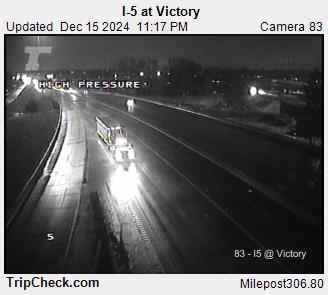 I-5 at Victory
Updated Dec 15 2024 11:17 PM Camera 83
HIGH PRESSURE
S
83 - I5 @ Victory
TripCheck.com Milepost306.80